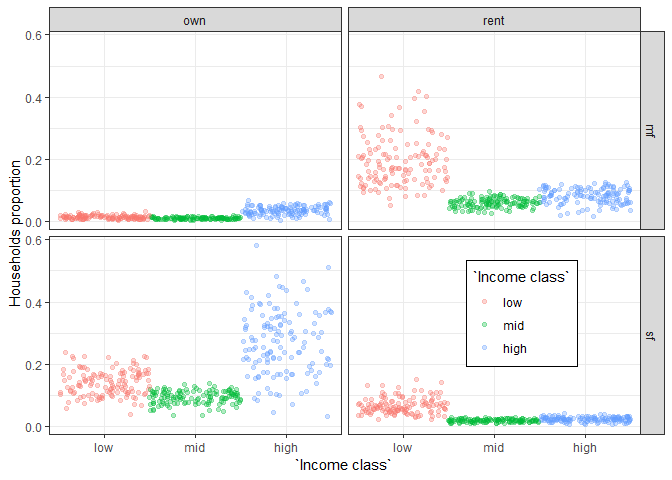 own
rent
0.6
0.4
0.2
0.0
mf
0.6
0.4
0.2
0.0
sf
Households proportion
`Income class`
low
mid
high
low
mid
high
low
mid
high
`Income class`